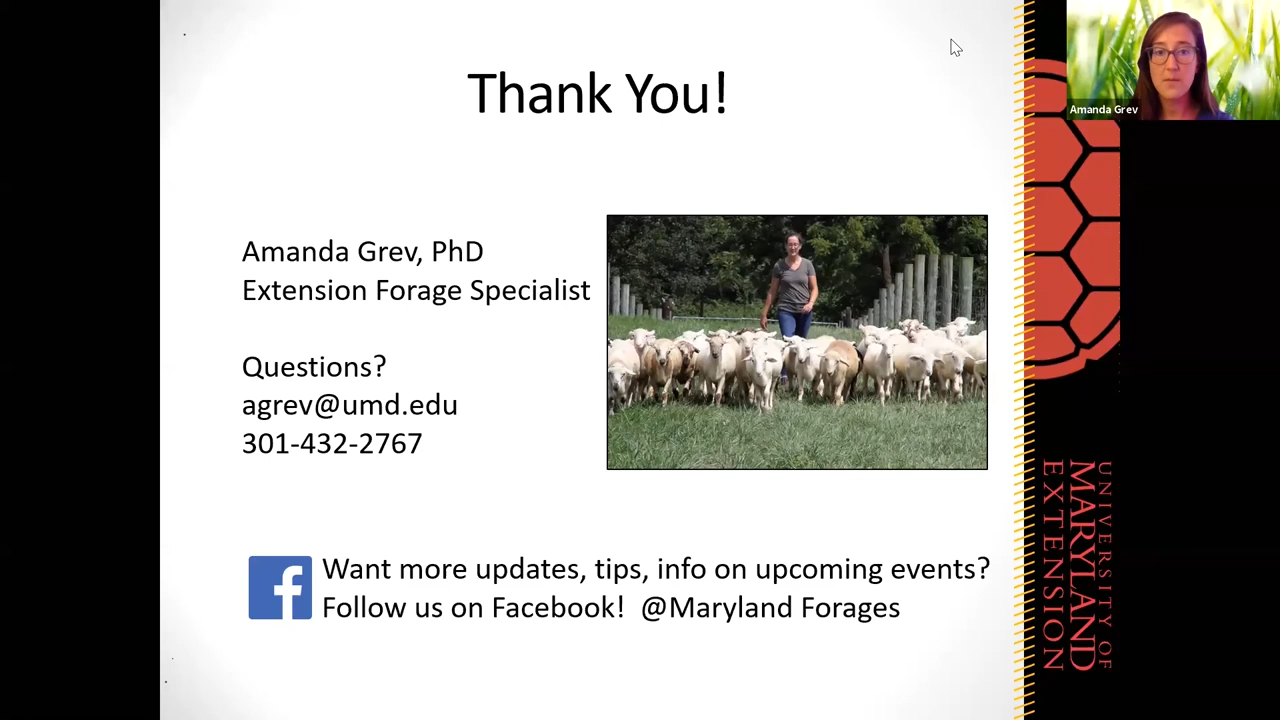 Thank You!
Amanda Grev, PhD
Extension Forage Specialist
Questions?
agrev@umd.edu
301-432-2767
Want more updates, tips, info on upcoming events?
Follow us on Facebook!  @Maryland Forages
Amanda Grev
UNIVERSITY OF
MARYLAND
EXTENSION